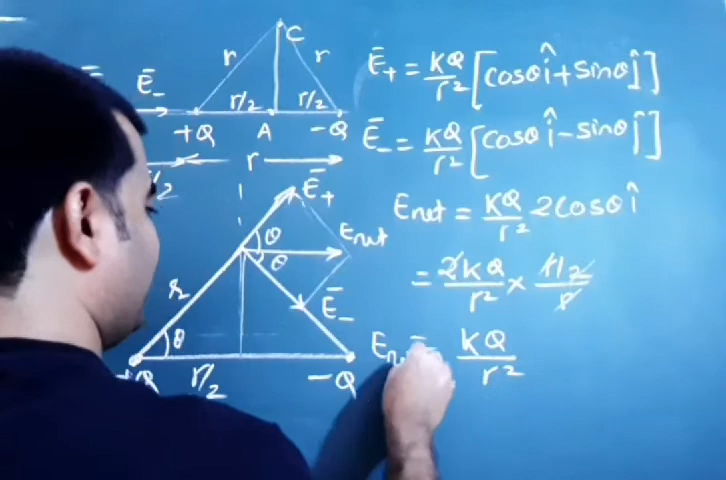 C
r r
r/2 r/2
E̅₋
+Q A -Q
r
/2
E̅₊ = KQ/r² [cosθ î + sinθ ĵ]
E̅₋ = KQ/r² [cosθ î - sinθ ĵ]
Enet = KQ/r² 2cosθ î
= 2KQ/r² × r/2/r
KQ/r²
E̅₊
θ
Enet
θ
r
E̅₋
θ
+Q r/2 -Q